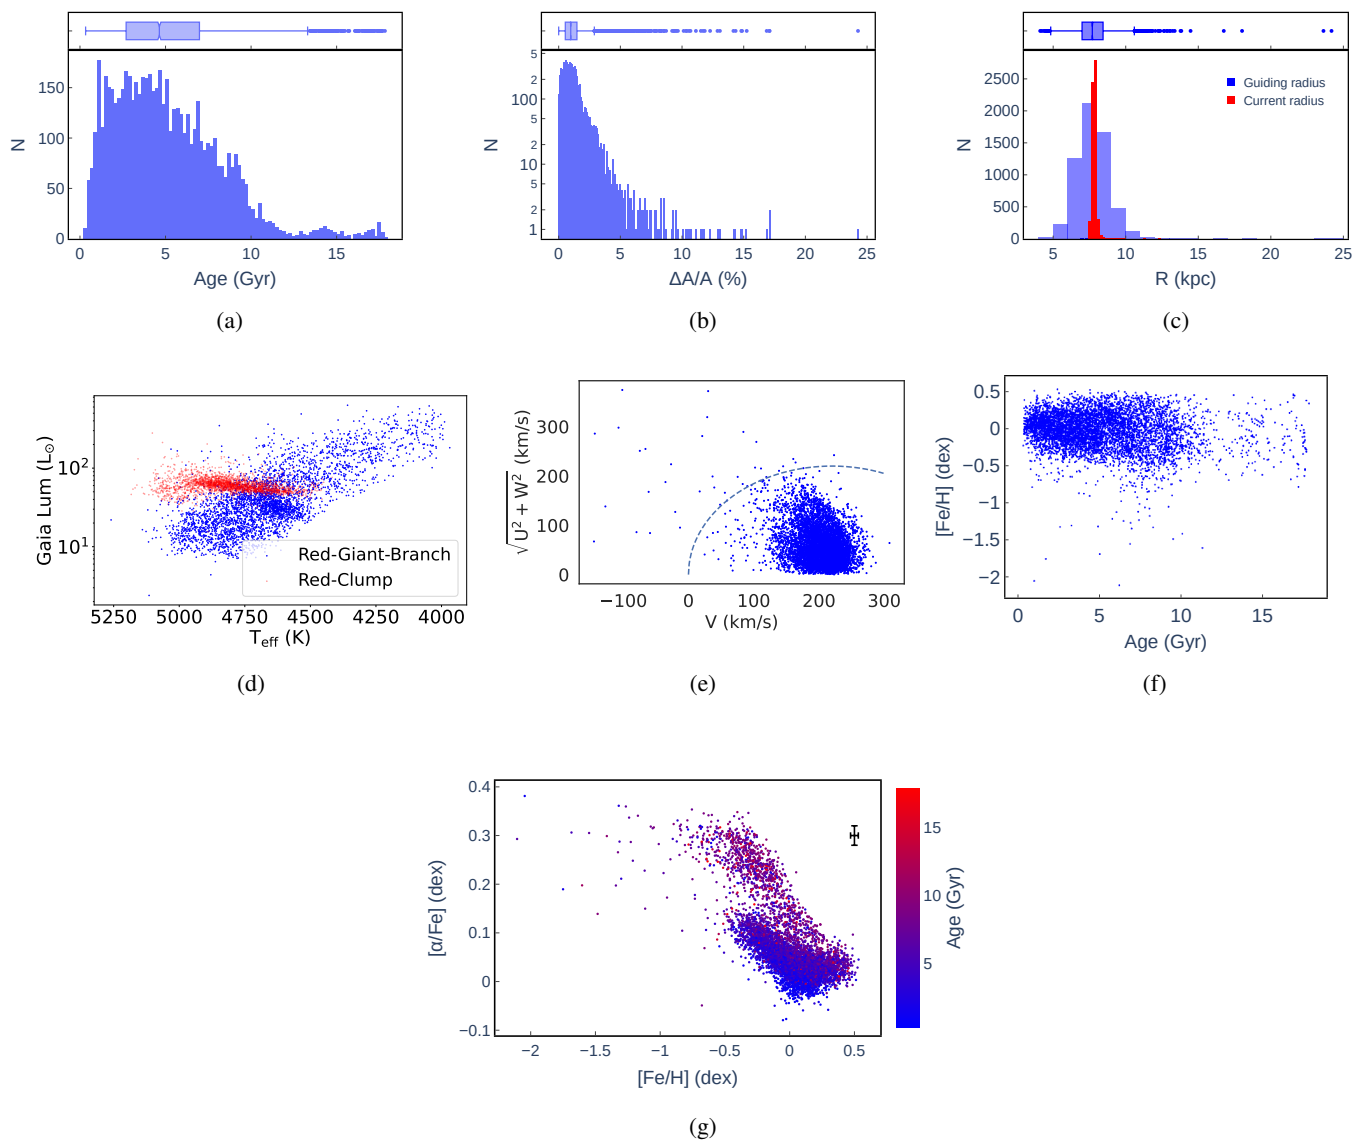 150
100
50
0
N
0
5
10
15
Age (Gyr)
(a)
5
2
100
5
2
10
5
2
1
N
0
5
10
15
20
25
ΔA/A (%)
(b)
2500
2000
1500
1000
500
0
N
Guiding radius
Current radius
5
10
15
20
25
R (kpc)
(c)
Gaia Lum (L⊙)
10²
10¹
Red-Giant-Branch
Red-Clump
5250
5000
4750
4500
4250
4000
Teff (K)
(d)
√U² + W² (km/s)
300
200
100
0
−100
0
100
200
300
V (km/s)
(e)
[Fe/H] (dex)
0.5
0
−0.5
−1
−1.5
−2
0
5
10
15
Age (Gyr)
(f)
[α/Fe] (dex)
0.4
0.3
0.2
0.1
0
−0.1
−2
−1.5
−1
−0.5
0
0.5
[Fe/H] (dex)
15
10
5
Age (Gyr)
(g)